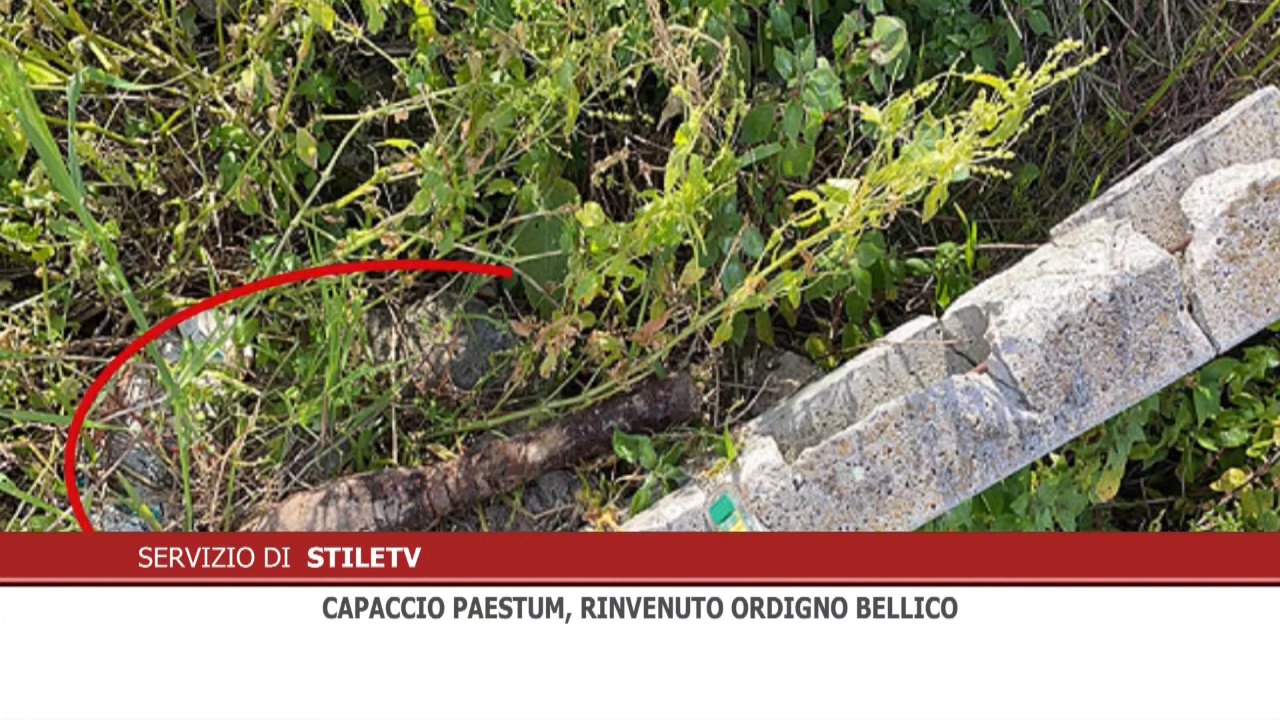 SERVIZIO DI STILETV
CAPACCIO PAESTUM, RINVENUTO ORDIGNO BELLICO